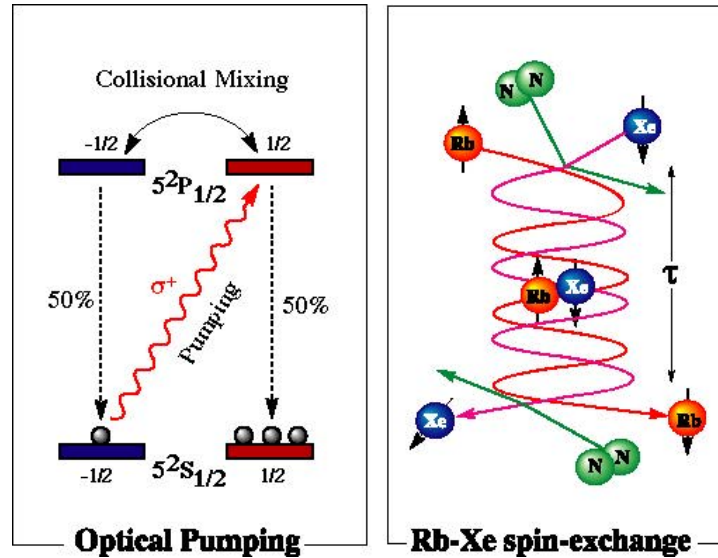 Collisional Mixing
-1/2
1/2
5²P₁/₂
σ⁺
Pumping
50%
50%
-1/2
5²S₁/₂
1/2
Optical Pumping
N
N
Xe
Rb
τ
Rb
Xe
Xe
Rb
N
N
Rb-Xe spin-exchange